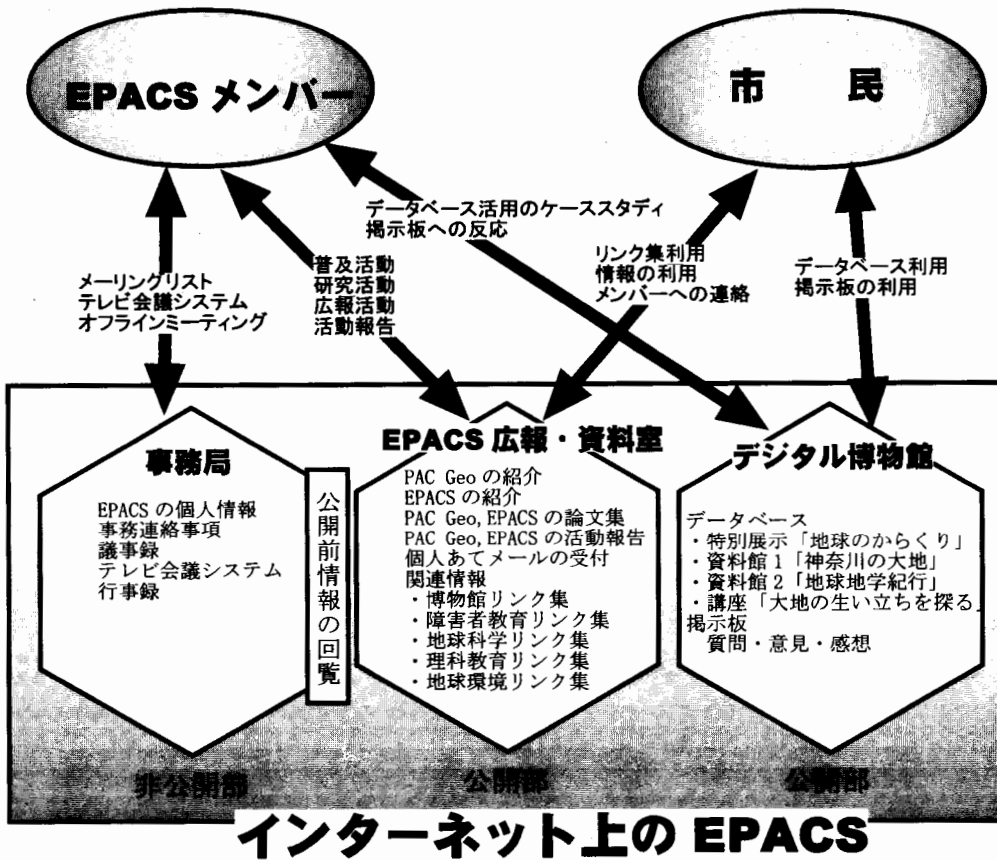 EPACS メンバー
市 民
データベース活用のケーススタディ
掲示板への反応
メーリングリスト
テレビ会議システム
オフラインミーティング
普及活動
研究活動
広報活動
活動報告
リンク集利用
情報の利用
メンバーへの連絡
データベース利用
掲示板の利用
事務局
EPACS の個人情報
事務連絡事項
議事録
テレビ会議システム
行事録
公開前情報の回覧
EPACS 広報・資料室
PAC Geo の紹介
EPACS の紹介
PAC Geo, EPACS の論文集
PAC Geo, EPACS の活動報告
個人あてメールの受付
関連情報
・博物館リンク集
・障害者教育リンク集
・地球科学リンク集
・理科教育リンク集
・地球環境リンク集
デジタル博物館
データベース
・特別展示「地球のからくり」
・資料館１「神奈川の大地」
・資料館２「地球地学紀行」
・講座「大地の生い立ちを探る」
掲示板
質問・意見・感想
非公開部
公開部
公開部
インターネット上の EPACS